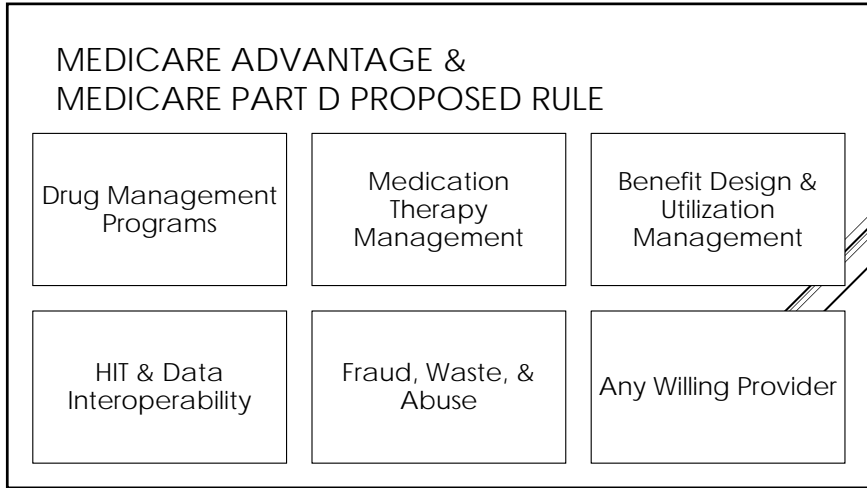 MEDICARE ADVANTAGE &
MEDICARE PART D PROPOSED RULE
Drug Management
Programs
Medication
Therapy
Management
Benefit Design &
Utilization
Management
HIT & Data
Interoperability
Fraud, Waste, &
Abuse
Any Willing Provider